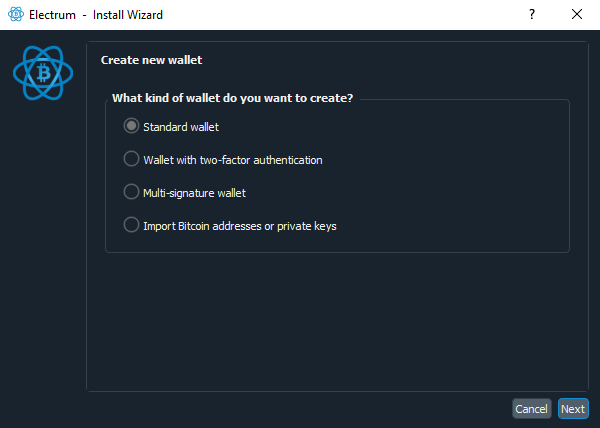 Electrum - Install Wizard
?
Create new wallet
What kind of wallet do you want to create?
Standard wallet
Wallet with two-factor authentication
Multi-signature wallet
Import Bitcoin addresses or private keys
Cancel Next